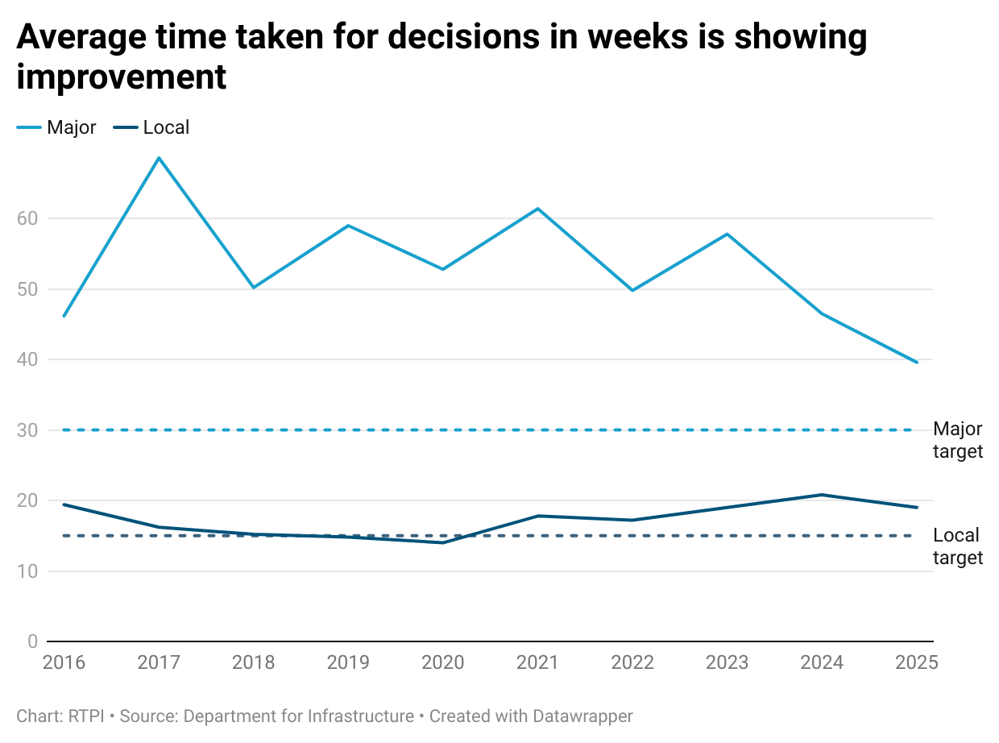 Average time taken for decisions in weeks is showing
improvement
Major Local
60
50
40
30
20
10
0
Major
target
Local
target
2016 2017 2018 2019 2020 2021 2022 2023 2024 2025
Chart: RTPI • Source: Department for Infrastructure • Created with Datawrapper